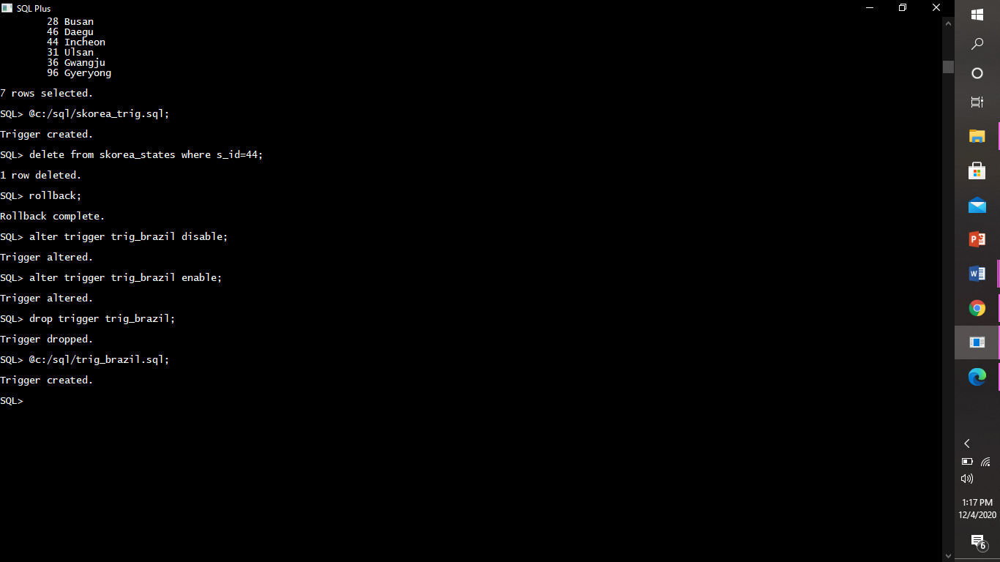 SQL Plus
28 Busan
46 Daegu
44 Incheon
31 Ulsan
36 Gwangju
96 Gyeryong
7 rows selected.
SQL> @c:/sql/skorea_trig.sql;
Trigger created.
SQL> delete from skorea_states where s_id=44;
1 row deleted.
SQL> rollback;
Rollback complete.
SQL> alter trigger trig_brazil disable;
Trigger altered.
SQL> alter trigger trig_brazil enable;
Trigger altered.
SQL> drop trigger trig_brazil;
Trigger dropped.
SQL> @c:/sql/trig_brazil.sql;
Trigger created.
SQL>
P
W
1:17 PM
12/4/2020
6